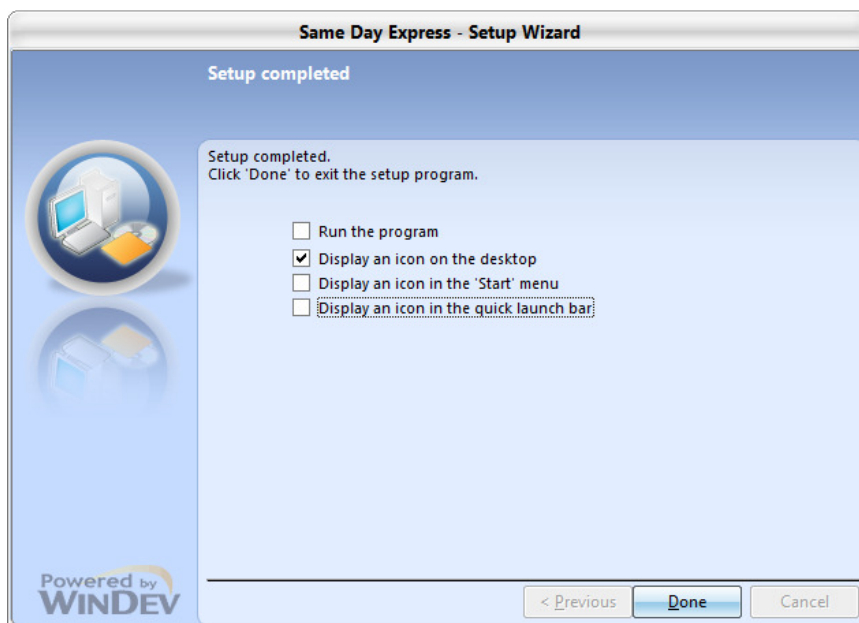 Same Day Express - Setup Wizard
Setup completed
Setup completed.
Click 'Done' to exit the setup program.
Run the program
Display an icon on the desktop
Display an icon in the 'Start' menu
Display an icon in the quick launch bar
Powered by
WINDEV
< Previous
Done
Cancel